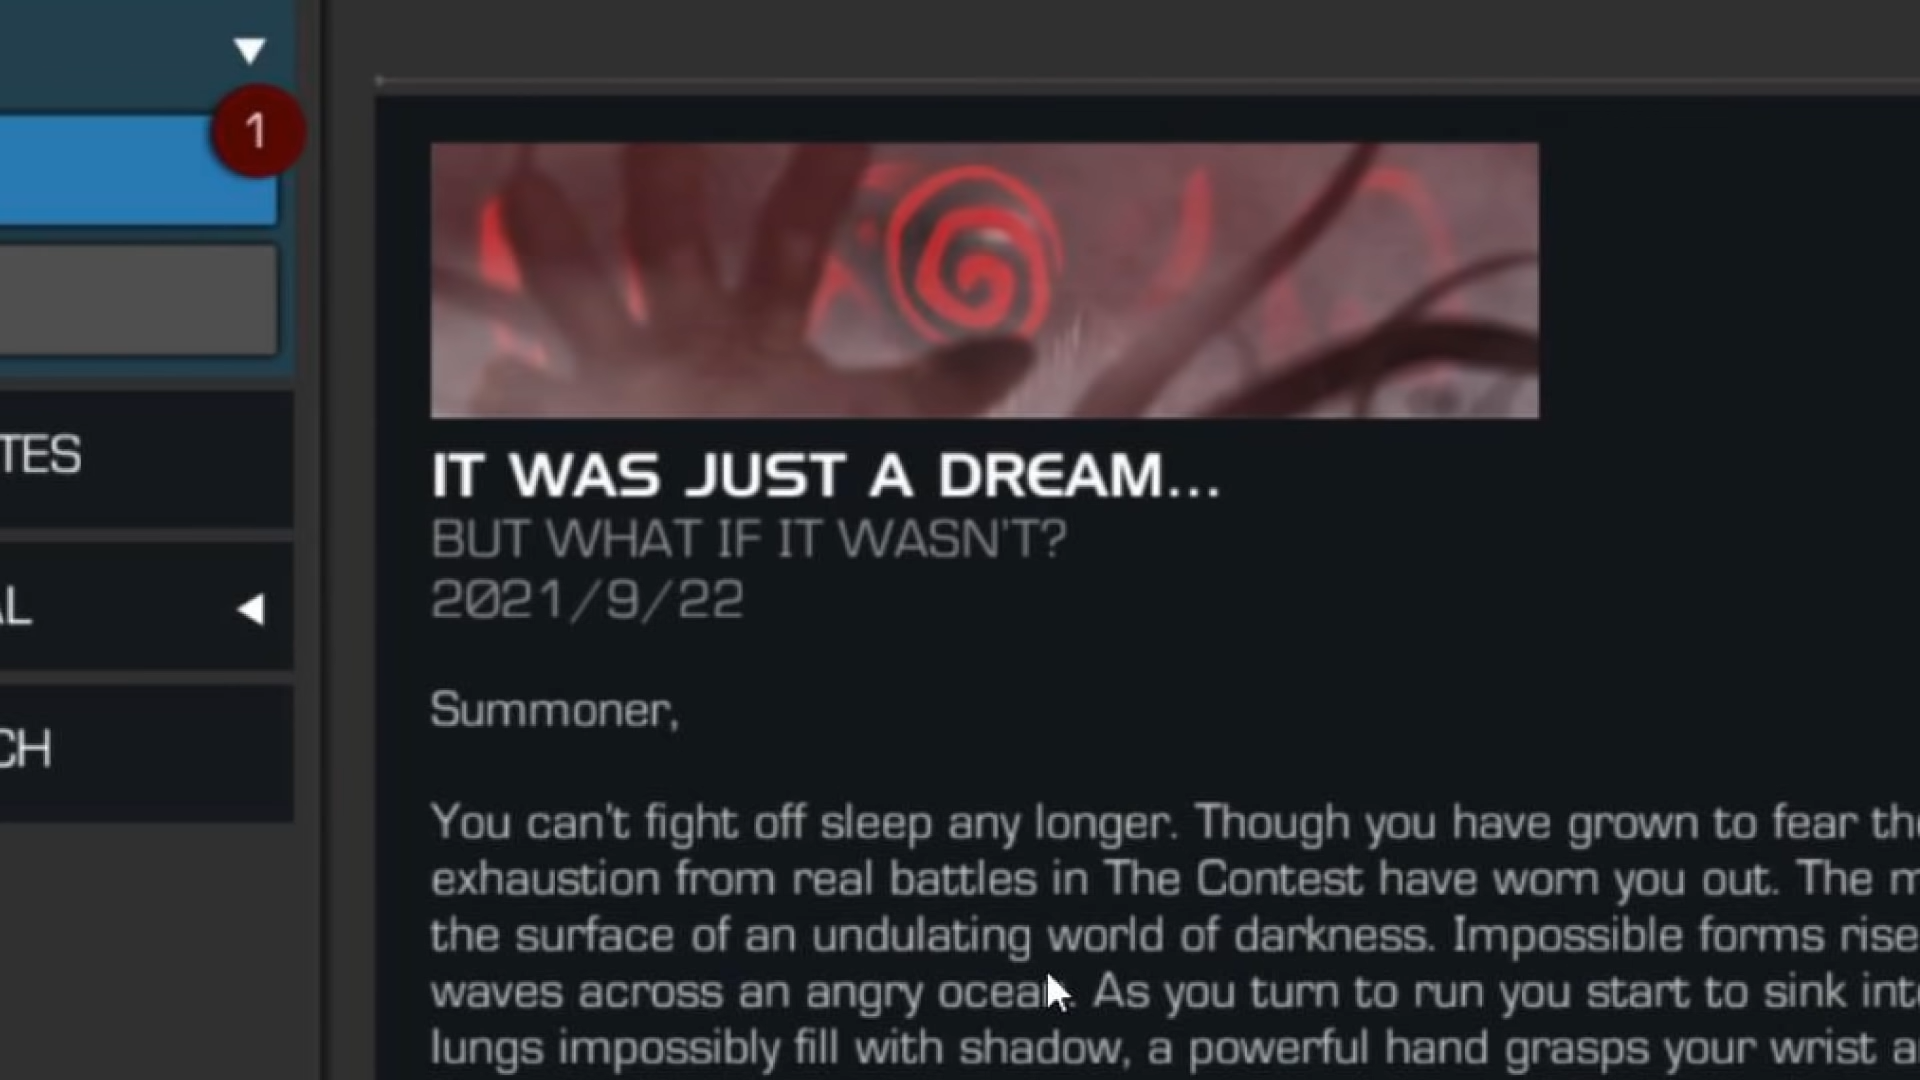 1
TES
AL
CH
IT WAS JUST A DREAM...
BUT WHAT IF IT WASN'T?
2021/9/22
Summoner,
You can't fight off sleep any longer. Though you have grown to fear the
exhaustion from real battles in The Contest have worn you out. The m
the surface of an undulating world of darkness. Impossible forms rise
waves across an angry ocean. As you turn to run you start to sink into
lungs impossibly fill with shadow, a powerful hand grasps your wrist a